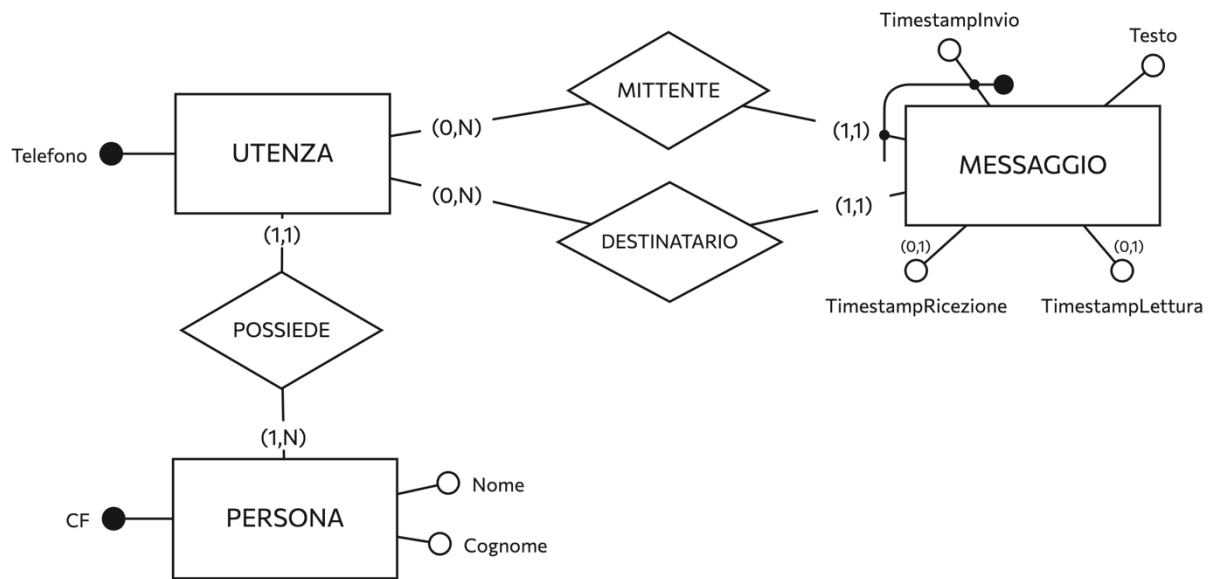 TimestampInvio
Testo
MITTENTE
(0,N)
(1,1)
Telefono
UTENZA
MESSAGGIO
(0,N)
(1,1)
(1,1)
DESTINATARIO
(0,1)
(0,1)
TimestampRicezione
TimestampLettura
POSSIEDE
(1,N)
Nome
CF
PERSONA
Cognome